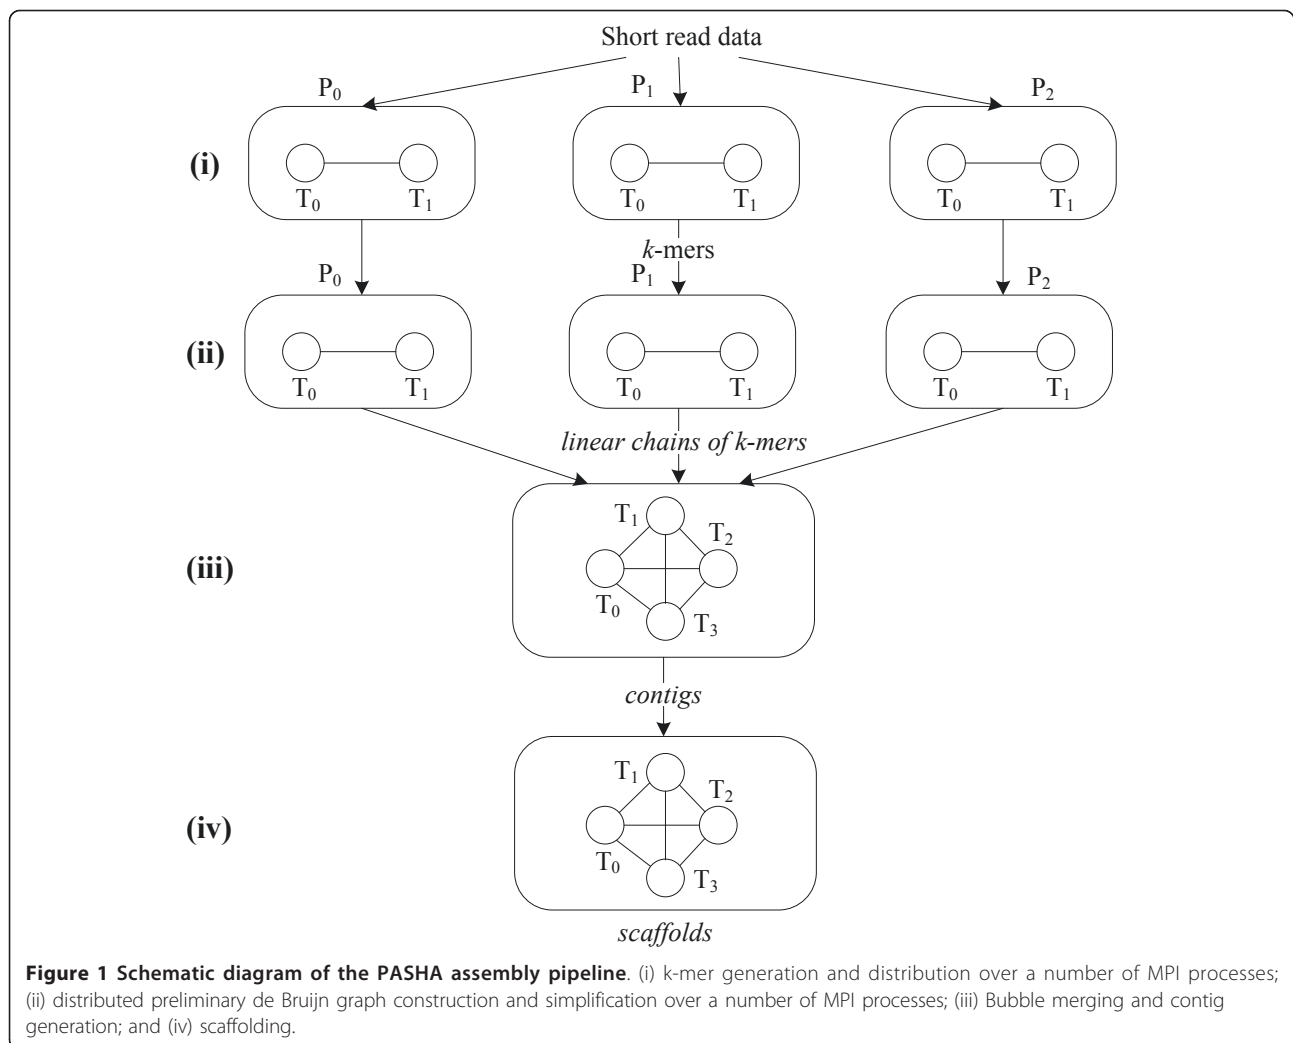 Short read data
P0 P1 P2
(i)
T0 T1 T0 T1 T0 T1
k-mers
P0 P1 P2
(ii)
T0 T1 T0 T1 T0 T1
linear chains of k-mers
T1
T2
(iii)
T0
T3
contigs
T1
T2
(iv)
T0
T3
scaffolds
Figure 1 Schematic diagram of the PASHA assembly pipeline. (i) k-mer generation and distribution over a number of MPI processes;
(ii) distributed preliminary de Bruijn graph construction and simplification over a number of MPI processes; (iii) Bubble merging and contig
generation; and (iv) scaffolding.